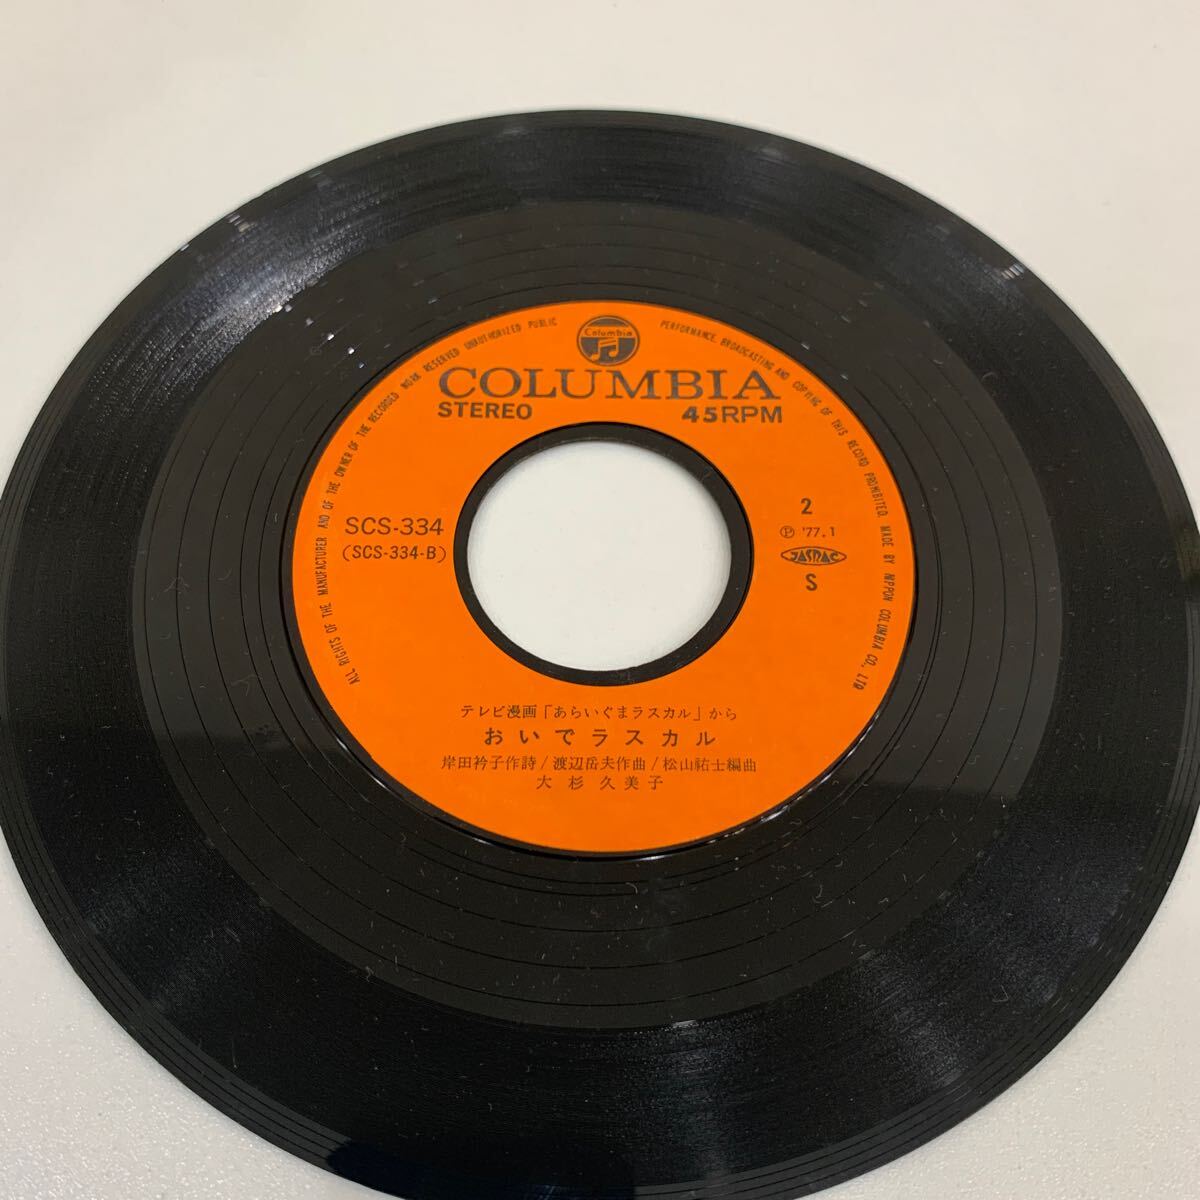 ALL RIGHTS OF THE MANUFACTURER AND OF THE OWNER OF THE RECORDED WORK RESERVED UNAUTHORIZED PUBLIC PERFORMANCE. BROADCASTING AND COPYING OF THIS RECORD PROHIBITED. MADE BY NIPPON COLUMBIA CO., LTD
Columbia
COLUMBIA
STEREO 45RPM
SCS-334
(SCS-334-B)
2
Ⓟ '77.1
JASRAC
S
テレビ漫画「あらいぐまラスカル」から
おいでラスカル
岸田衿子作詩/渡辺岳夫作曲/松山祐士編曲
大杉久美子